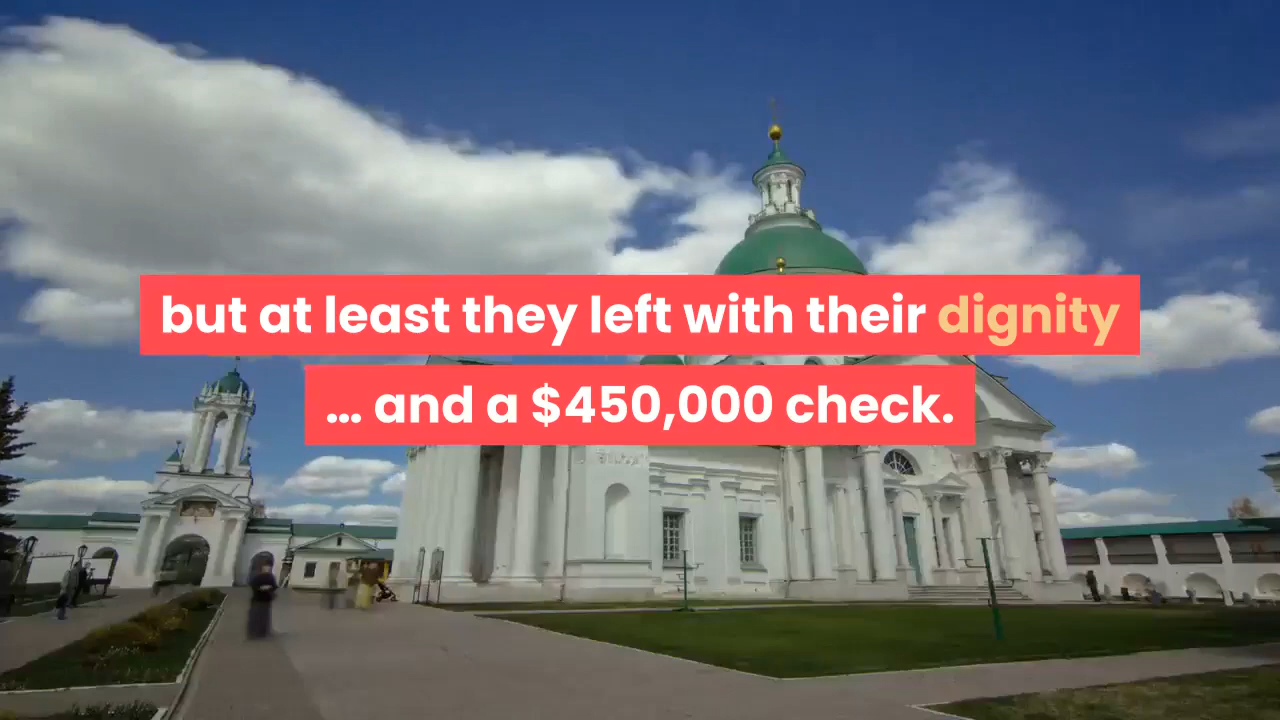 but at least they left with their dignity
... and a $450,000 check.